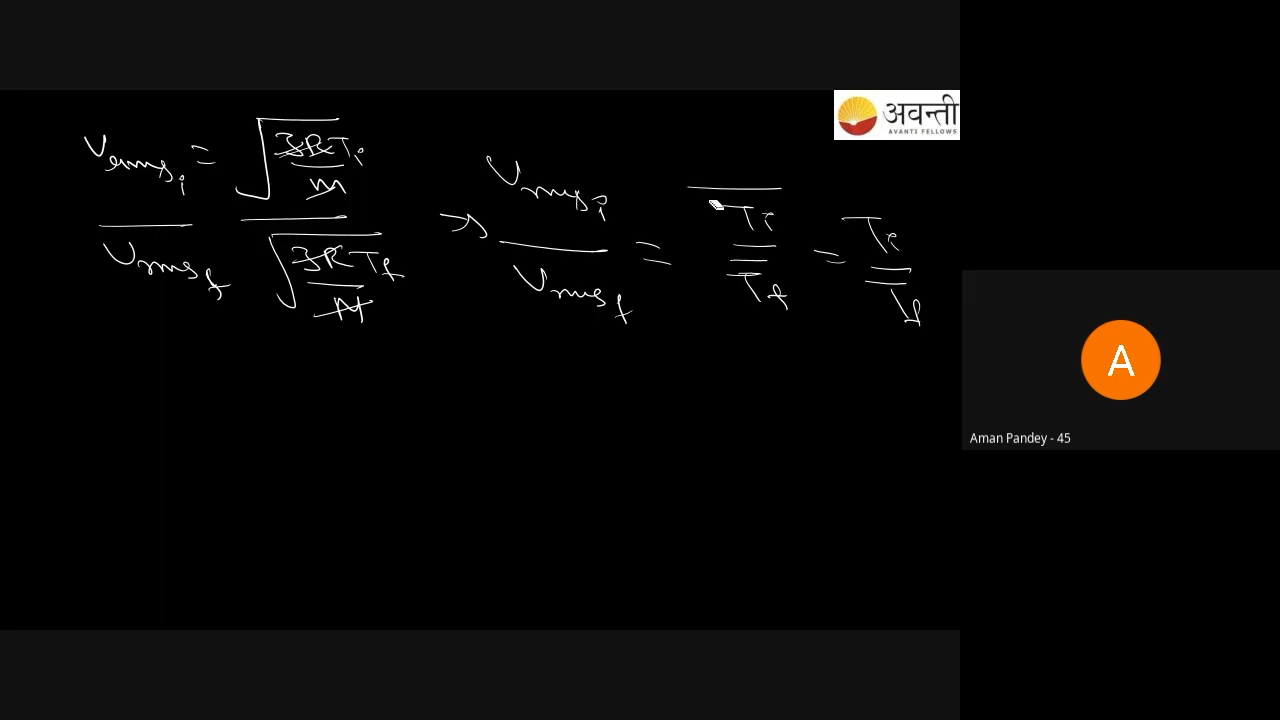 अवन्ती
AVANTI FELLOWS
Vrms i = √(3RTi / m) / Vrms f √(3RTf / M) → Vrms i / Vrms f = Ti / Tf = Ti / Tf
A
Aman Pandey - 45